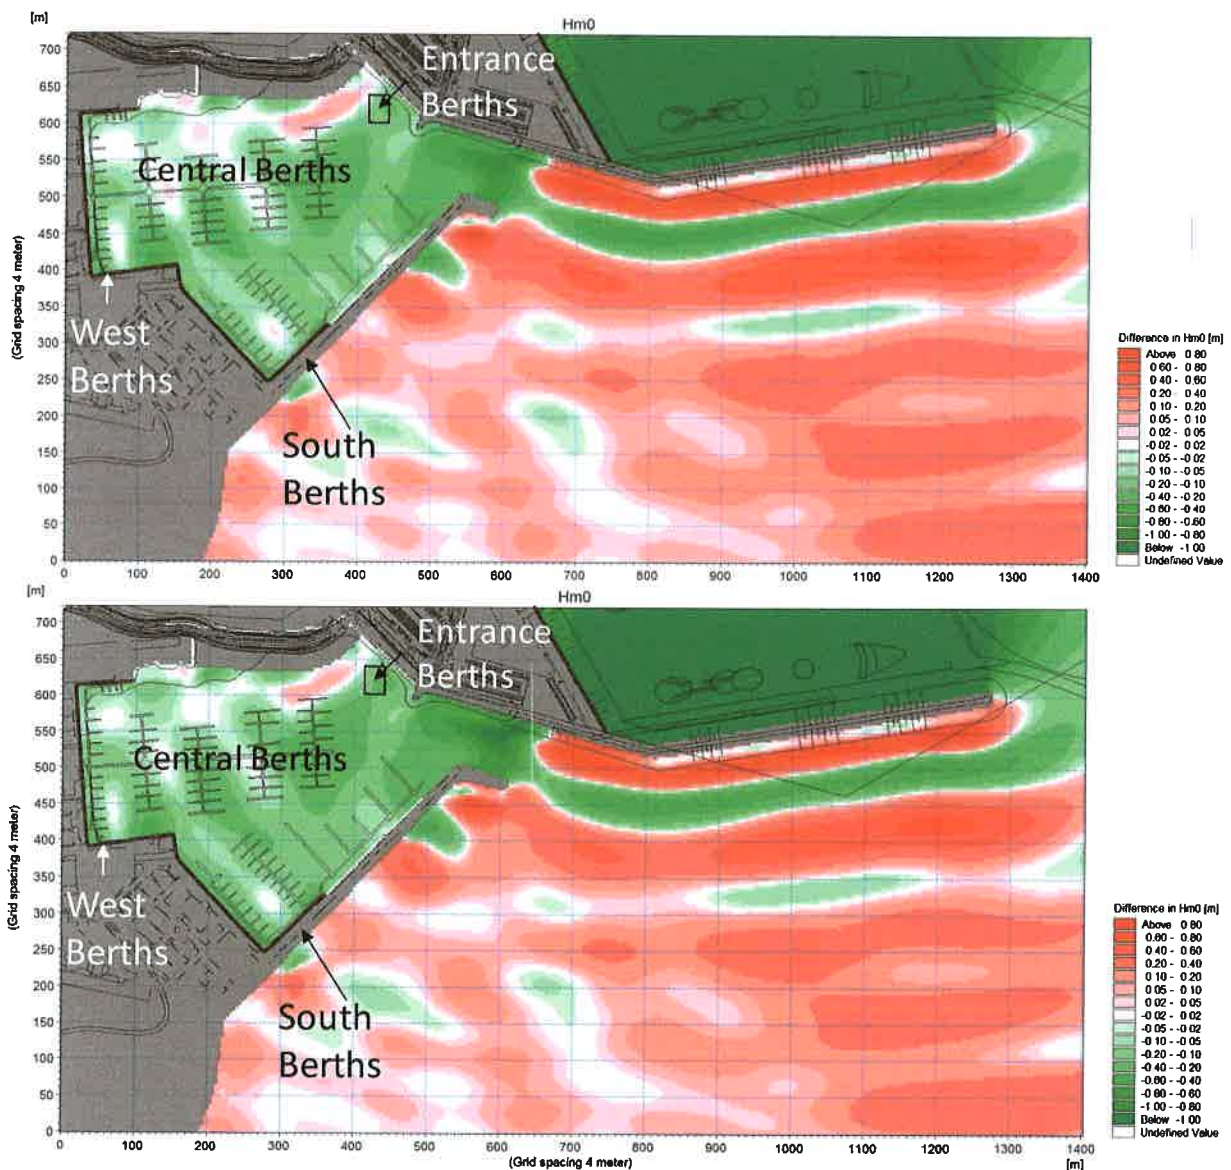 [m]
Hm0
700
650
600
550
500
450
400
350
300
250
200
150
100
50
0
(Grid spacing 4 meter)
Entrance
Berths
Central Berths
West
Berths
South
Berths
0 100 200 300 400 500 600 700 800 900 1000 1100 1200 1300 1400
Difference in Hm0 [m]
Above 0.80
0.60 - 0.80
0.40 - 0.60
0.20 - 0.40
0.10 - 0.20
0.05 - 0.10
0.02 - 0.05
-0.02 - 0.02
-0.05 - -0.02
-0.10 - -0.05
-0.20 - -0.10
-0.40 - -0.20
-0.60 - -0.40
-0.80 - -0.60
-1.00 - -0.80
Below -1.00
Undefined Value
[m]
Hm0
700
650
600
550
500
450
400
350
300
250
200
150
100
50
0
(Grid spacing 4 meter)
Entrance
Berths
Central Berths
West
Berths
South
Berths
0 100 200 300 400 500 600 700 800 900 1000 1100 1200 1300 1400
(Grid spacing 4 meter)
[m]
Difference in Hm0 [m]
Above 0.80
0.60 - 0.80
0.40 - 0.60
0.20 - 0.40
0.10 - 0.20
0.05 - 0.10
0.02 - 0.05
-0.02 - 0.02
-0.05 - -0.02
-0.10 - -0.05
-0.20 - -0.10
-0.40 - -0.20
-0.60 - -0.40
-0.80 - -0.60
-1.00 - -0.80
Below -1.00
Undefined Value